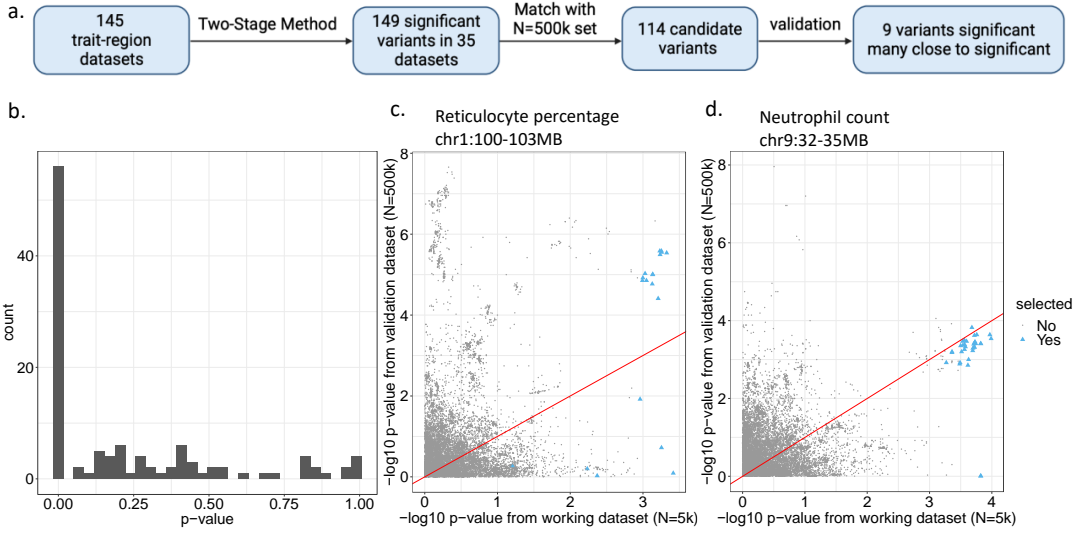 a.
145
trait-region
datasets
Two-Stage Method
149 significant
variants in 35
datasets
Match with
N=500k set
114 candidate
variants
validation
9 variants significant
many close to significant
b.
count
40
20
0
0.00
0.25
0.50
0.75
1.00
p-value
c.
Reticulocyte percentage
chr1:100-103MB
−log10 p-value from validation dataset (N=500k)
8
6
4
2
0
0
1
2
3
−log10 p-value from working dataset (N=5k)
d.
Neutrophil count
chr9:32-35MB
−log10 p-value from validation dataset (N=500k)
8
6
4
2
0
0
1
2
3
4
−log10 p-value from working dataset (N=5k)
selected
No
Yes